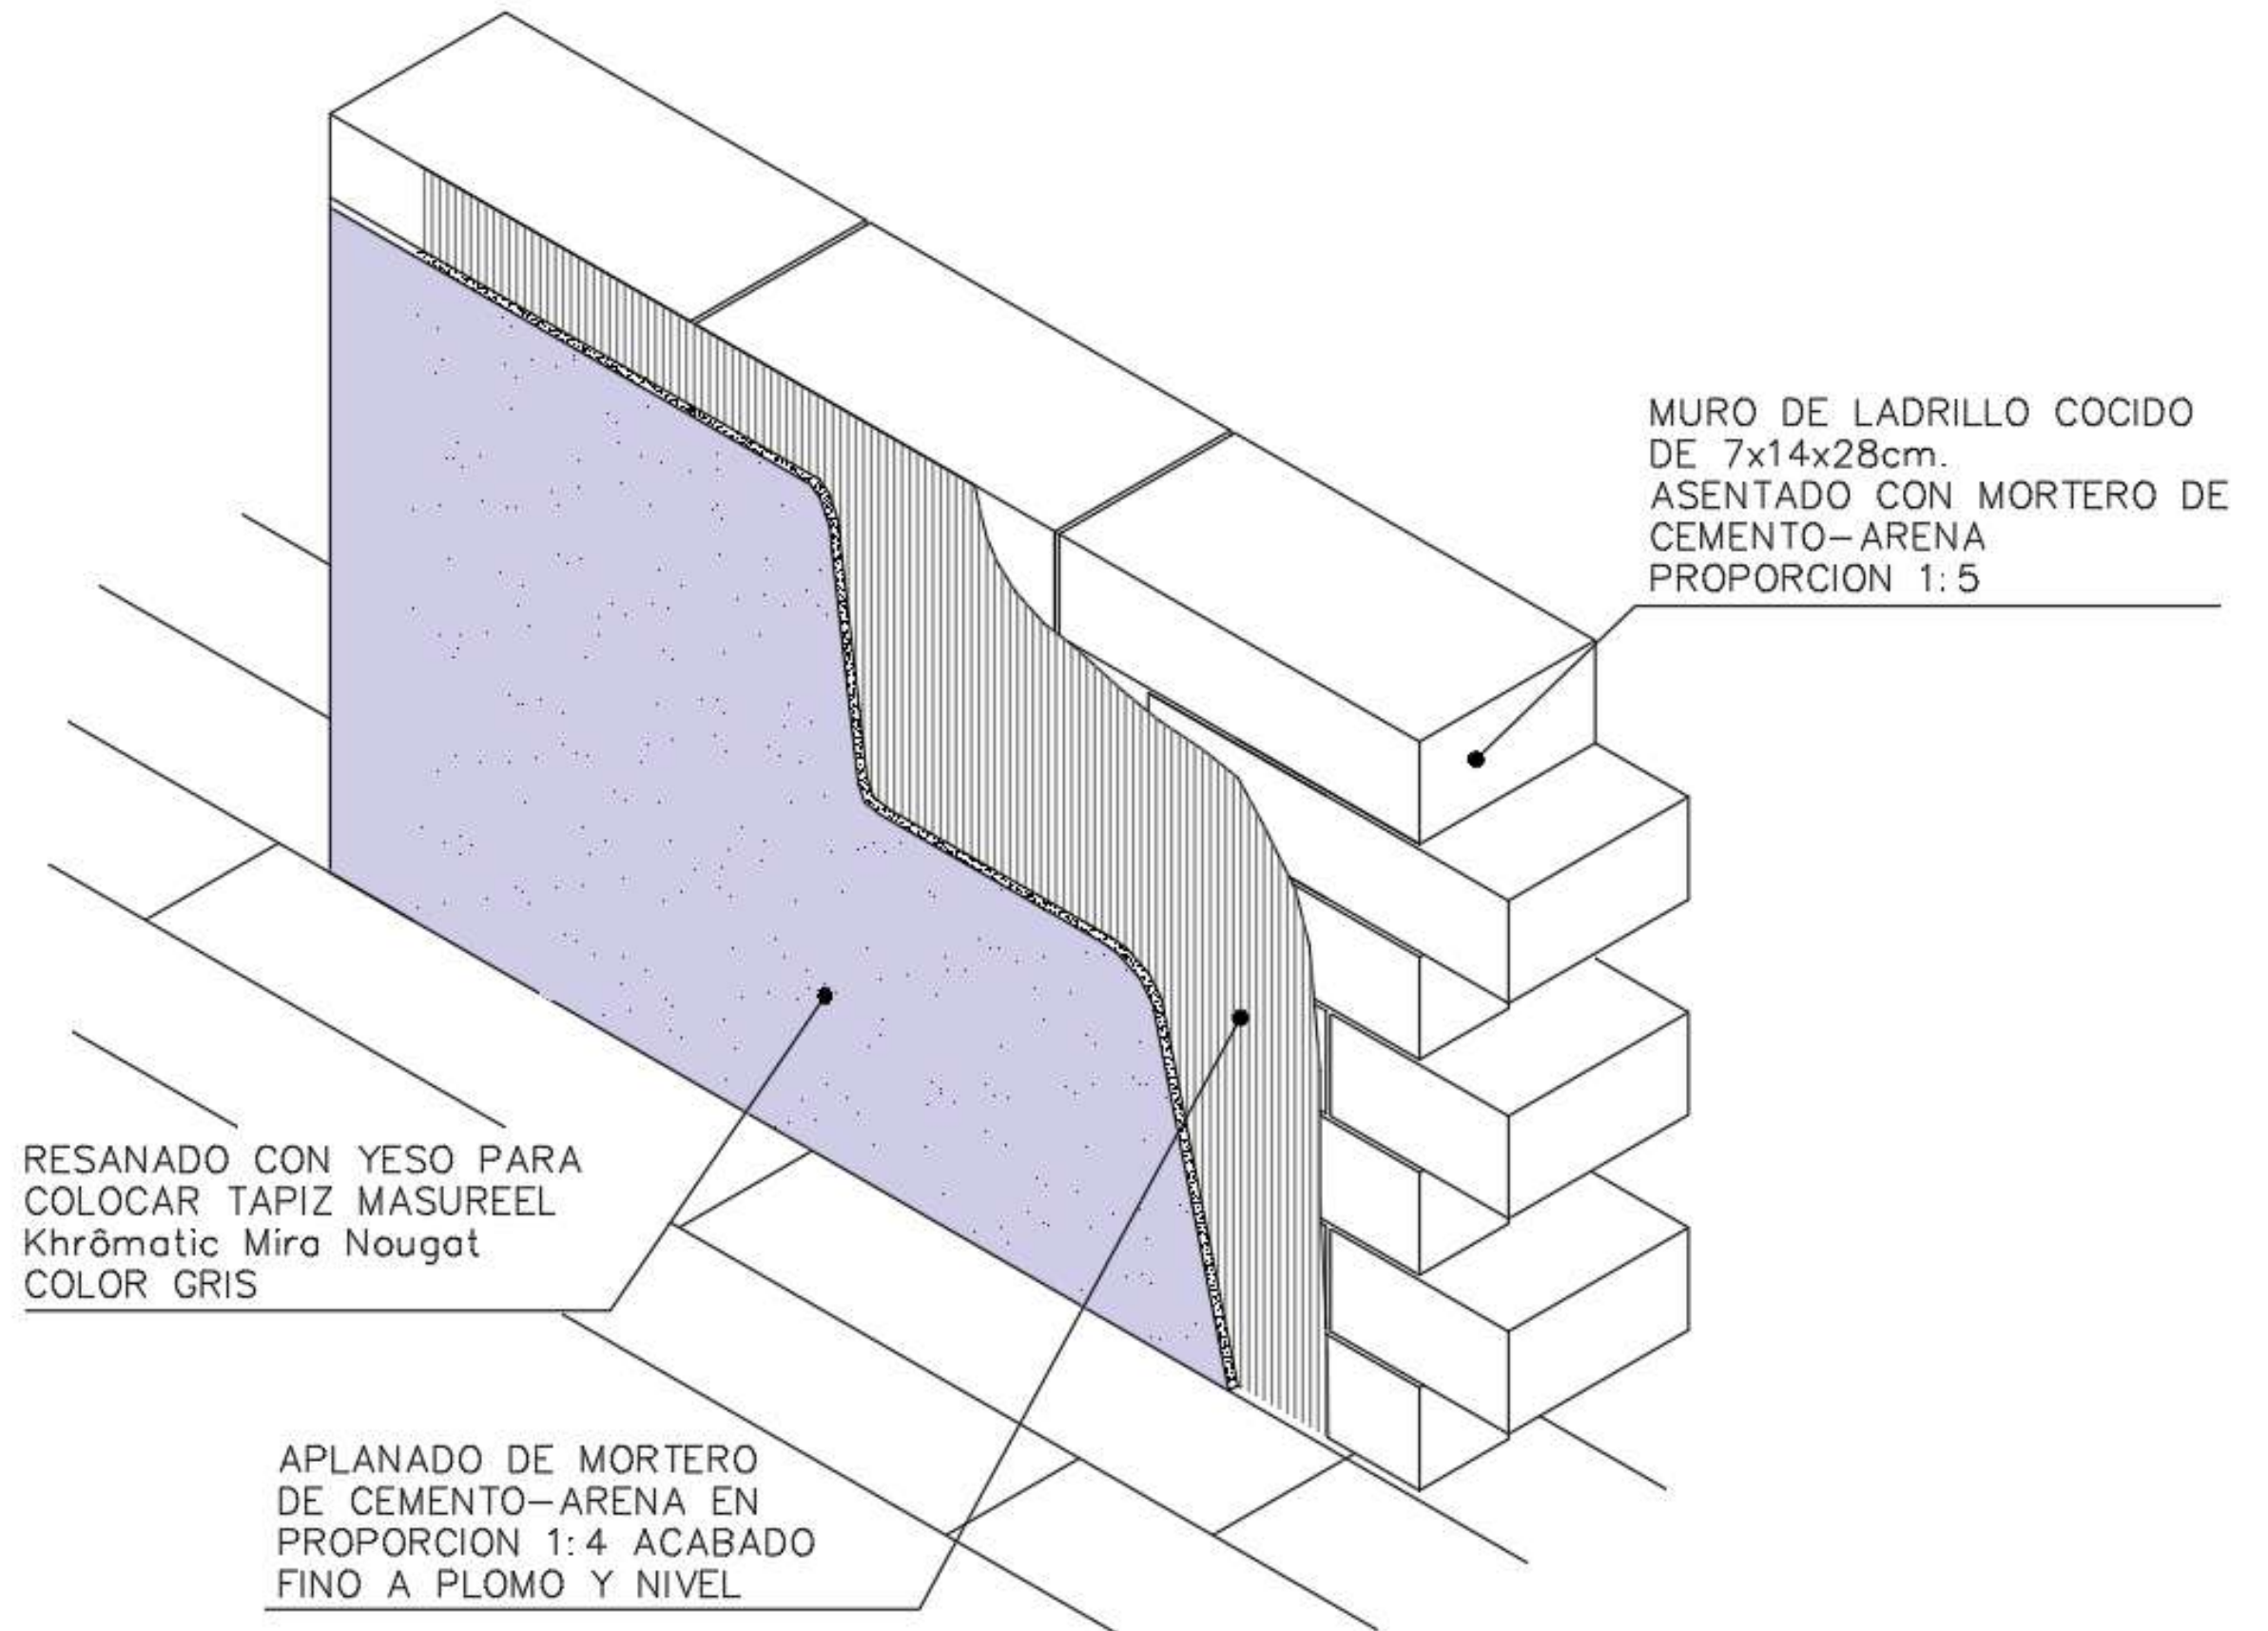 MURO DE LADRILLO COCIDO
DE 7x14x28cm.
ASENTADO CON MORTERO DE
CEMENTO-ARENA
PROPORCION 1:5
RESANADO CON YESO PARA
COLOCAR TAPIZ MASUREEL
Khrômatic Mira Nougat
COLOR GRIS
APLANADO DE MORTERO
DE CEMENTO-ARENA EN
PROPORCION 1:4 ACABADO
FINO A PLOMO Y NIVEL